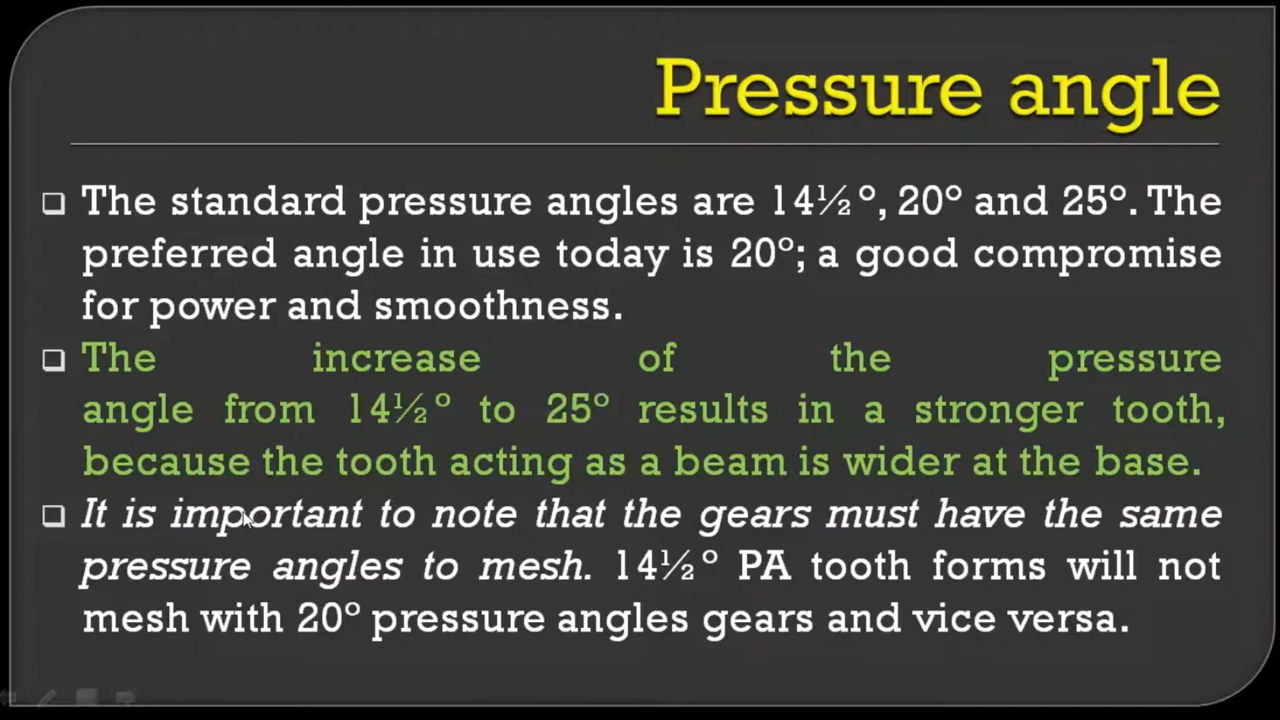 Pressure angle
❑ The standard pressure angles are 14½°, 20° and 25°. The
preferred angle in use today is 20°; a good compromise
for power and smoothness.
❑ The increase of the pressure
angle from 14½° to 25° results in a stronger tooth,
because the tooth acting as a beam is wider at the base.
❑ It is important to note that the gears must have the same
pressure angles to mesh. 14½° PA tooth forms will not
mesh with 20° pressure angles gears and vice versa.